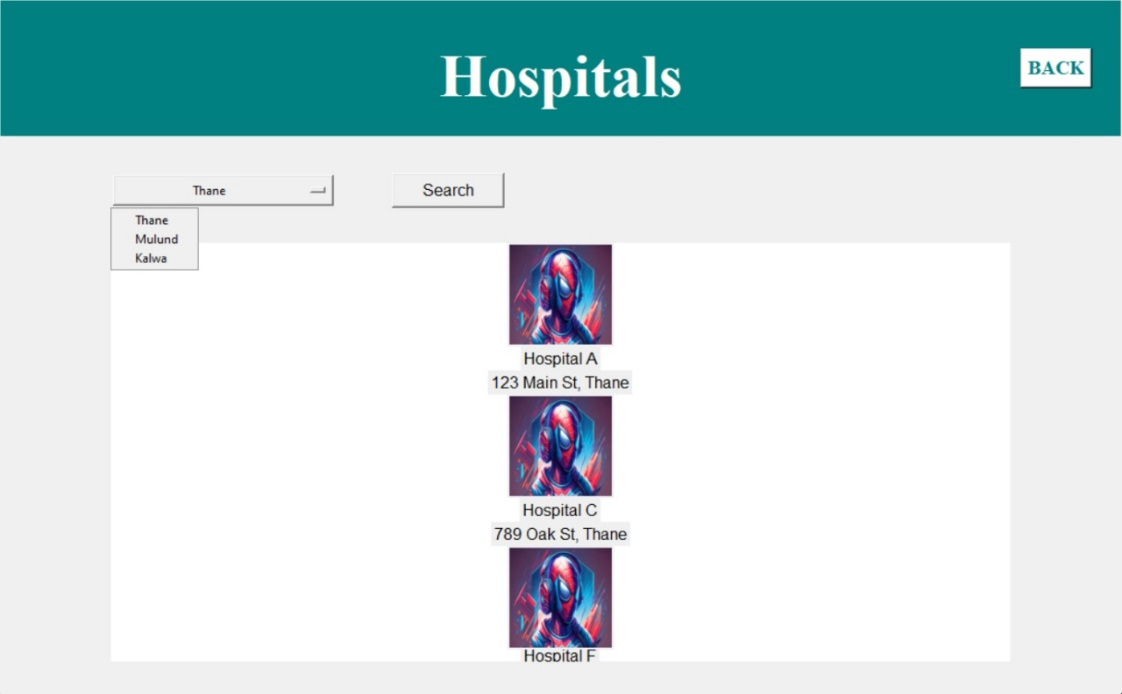 Hospitals
BACK
Thane
Search
Thane
Mulund
Kalwa
Hospital A
123 Main St, Thane
Hospital C
789 Oak St, Thane
Hospital